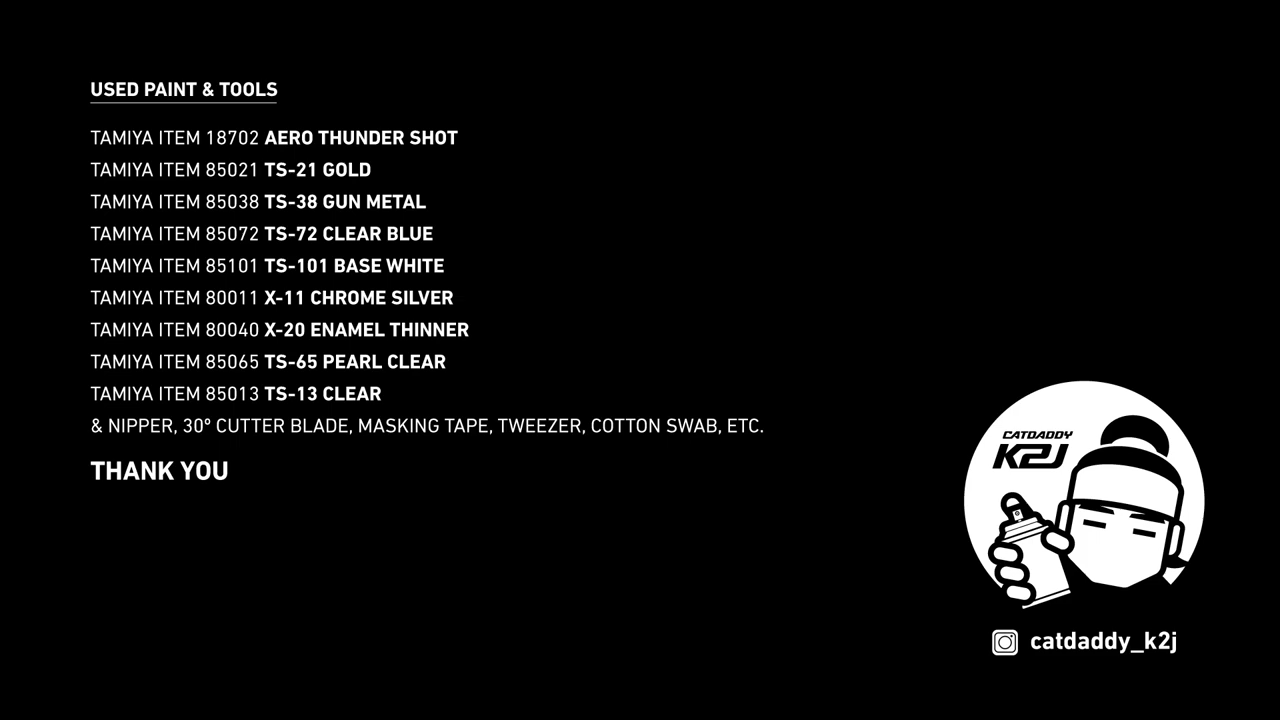 USED PAINT & TOOLS
TAMIYA ITEM 18702 AERO THUNDER SHOT
TAMIYA ITEM 85021 TS-21 GOLD
TAMIYA ITEM 85038 TS-38 GUN METAL
TAMIYA ITEM 85072 TS-72 CLEAR BLUE
TAMIYA ITEM 85101 TS-101 BASE WHITE
TAMIYA ITEM 80011 X-11 CHROME SILVER
TAMIYA ITEM 80040 X-20 ENAMEL THINNER
TAMIYA ITEM 85065 TS-65 PEARL CLEAR
TAMIYA ITEM 85013 TS-13 CLEAR
& NIPPER, 30º CUTTER BLADE, MASKING TAPE, TWEEZER, COTTON SWAB, ETC.
THANK YOU
CATDADDY
K2J
catdaddy_k2j